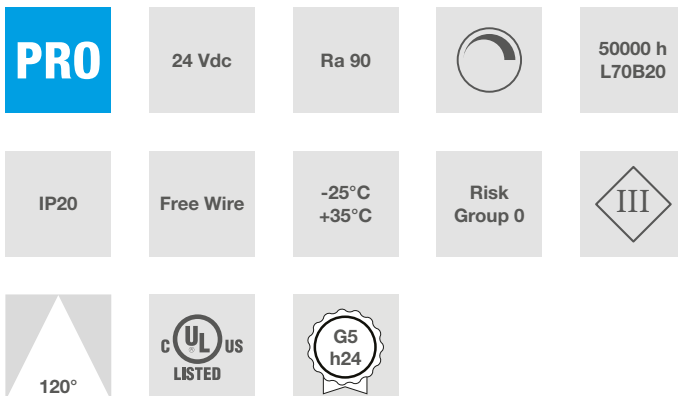 PRO
24 Vdc
Ra 90
50000 h
L70B20
IP20
Free Wire
-25°C
+35°C
Risk
Group 0
III
120°
C UL® US
LISTED
G5
h24